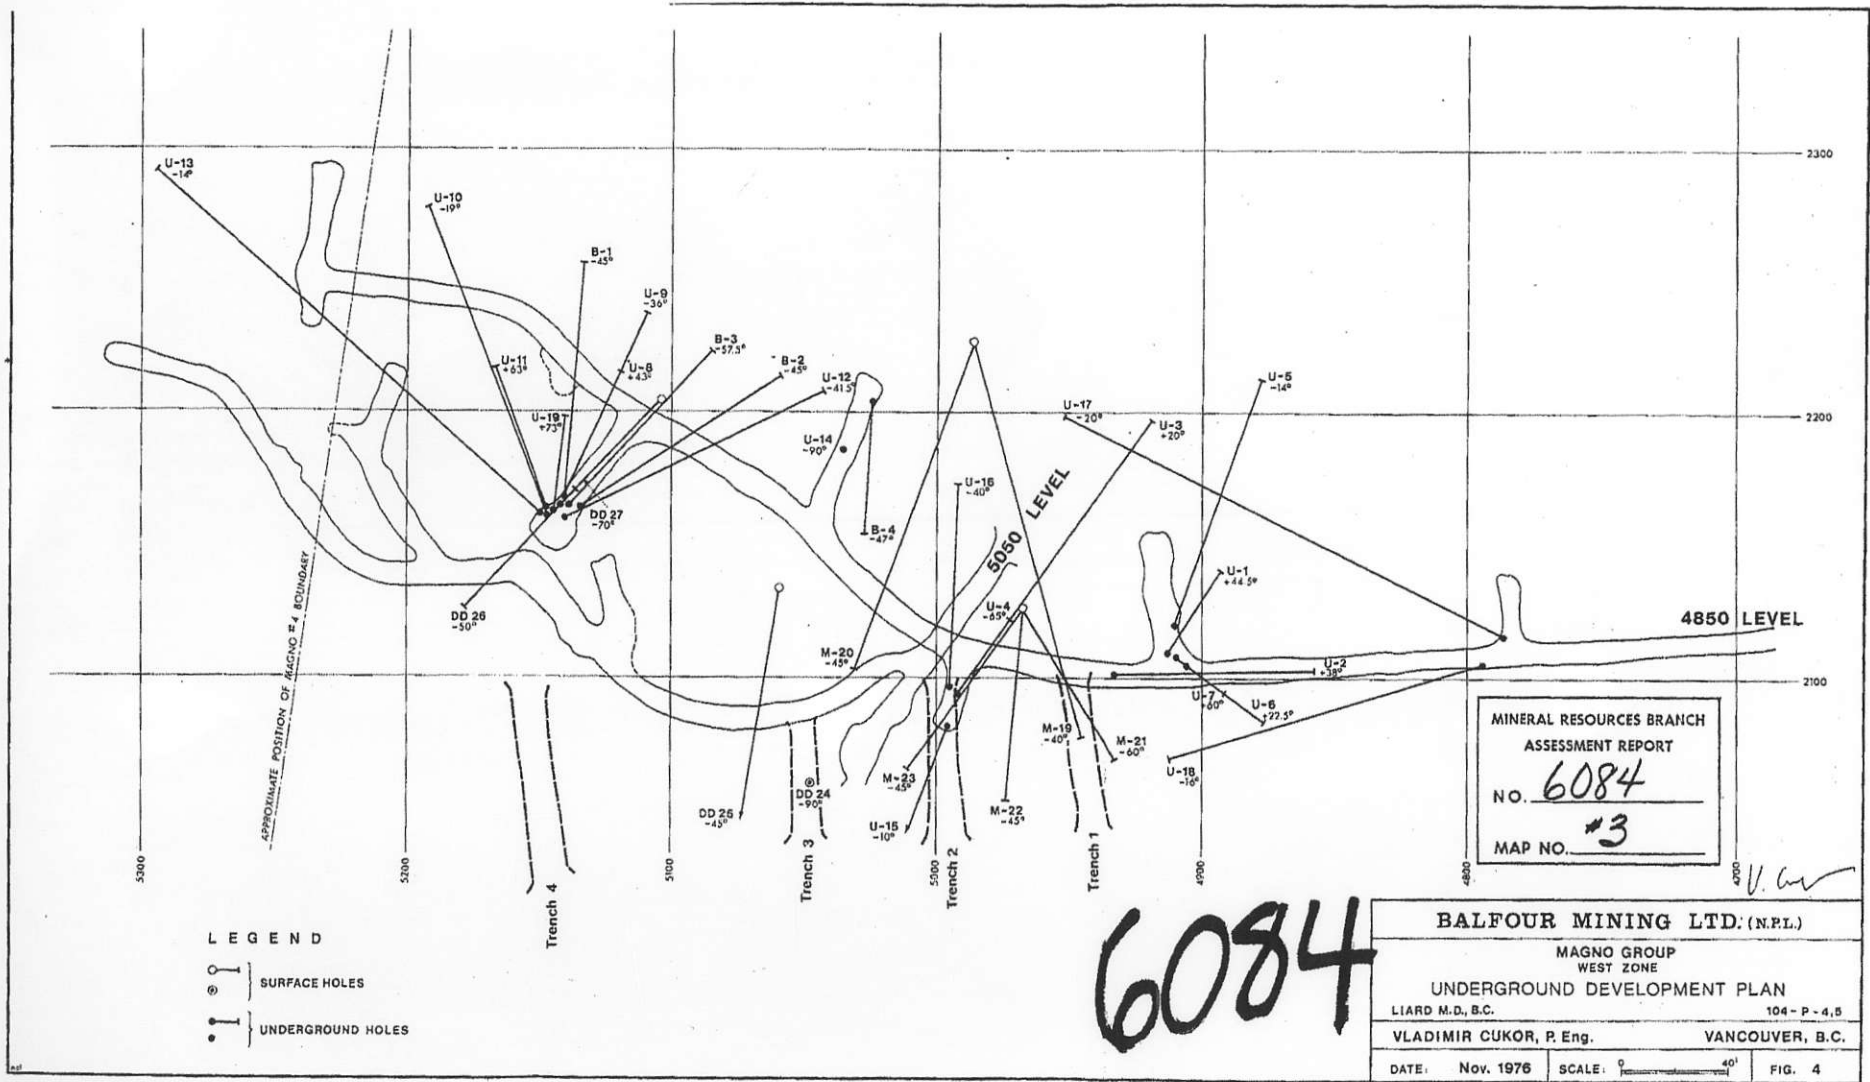 2300
U-13
-14°
U-10
-19°
B-1
-45°
U-9
-36°
B-3
-57.5°
U-11
+63°
U-8
+43°
B-2
-45°
U-12
-41.5°
U-5
-14°
U-19
+73°
U-17
-20°
2200
U-3
+20°
U-14
-90°
U-16
-40°
DD 27
-70°
B-4
-47°
5050 LEVEL
U-1
+44.5°
APPROXIMATE POSITION OF MAGNO #4 BOUNDARY
DD 26
-50°
U-4
-65°
4850 LEVEL
M-20
-45°
U-2
+38°
2100
U-7
+60°
U-6
+22.5°
M-19
-40°
M-21
-60°
U-18
-16°
M-23
-45°
DD 24
-90°
DD 25
-45°
M-22
-45°
U-15
-10°
5300
5200
5100
5000
4900
4800
4700
Trench 4
Trench 3
Trench 2
Trench 1
MINERAL RESOURCES BRANCH
ASSESSMENT REPORT
NO. 6084
MAP NO. #3
6084
LEGEND
SURFACE HOLES
UNDERGROUND HOLES
BALFOUR MINING LTD. (N.P.L.)
MAGNO GROUP
WEST ZONE
UNDERGROUND DEVELOPMENT PLAN
LIARD M.D., B.C. 104-P-4,5
VLADIMIR CUKOR, P. Eng. VANCOUVER, B.C.
DATE: Nov. 1976 SCALE: 0 40' FIG. 4